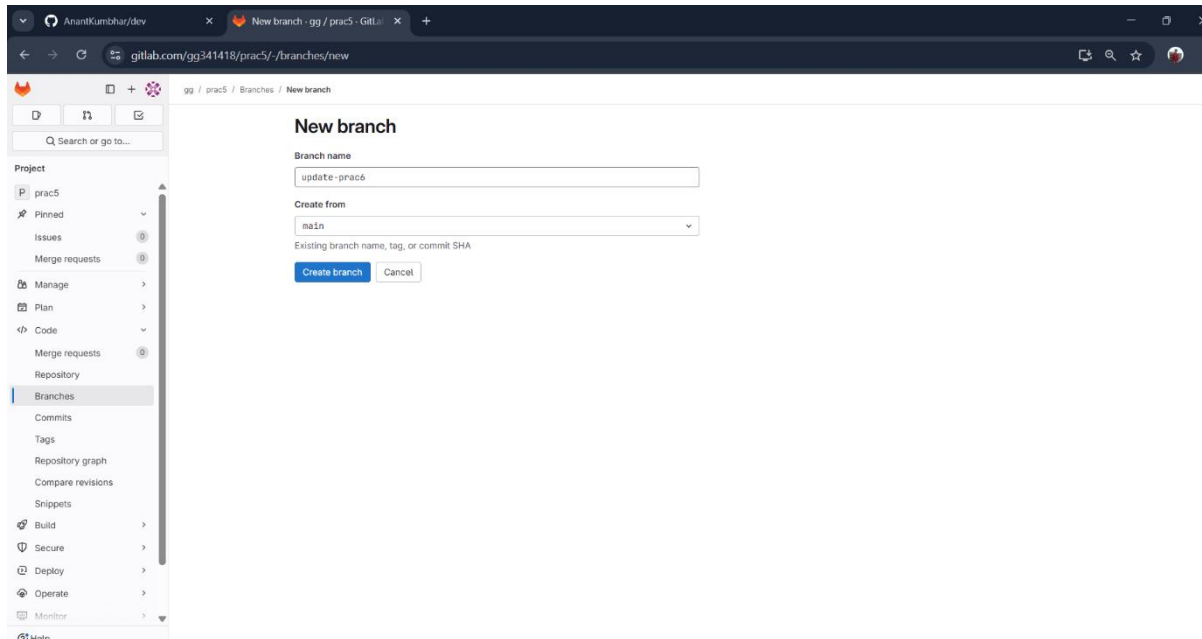 AnantKumbhar/dev
New branch · gg / prac5 · GitLab
gitlab.com/gg341418/prac5/-/branches/new
gg / prac5 / Branches / New branch
Search or go to...
Project
P prac5
Pinned
Issues 0
Merge requests 0
Manage
Plan
Code
Merge requests 0
Repository
Branches
Commits
Tags
Repository graph
Compare revisions
Snippets
Build
Secure
Deploy
Operate
Monitor
Help
New branch
Branch name
update-prac6
Create from
main
Existing branch name, tag, or commit SHA
Create branch Cancel